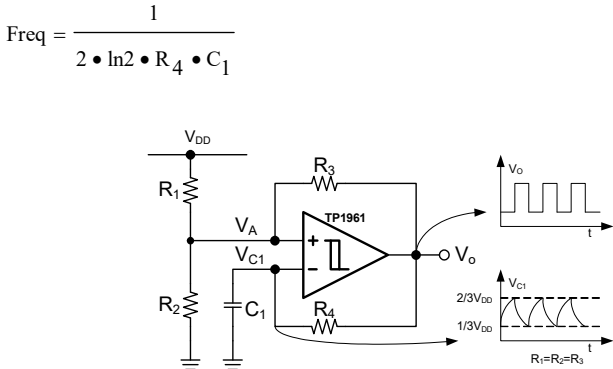 Freq = 1 / 2 • ln2 • R4 • C1
VDD
R1
R3
TP1961
VA
+
VC1
−
Vo
R2
C1
R4
VO
t
VC1
2/3VDD
1/3VDD
t
R1=R2=R3